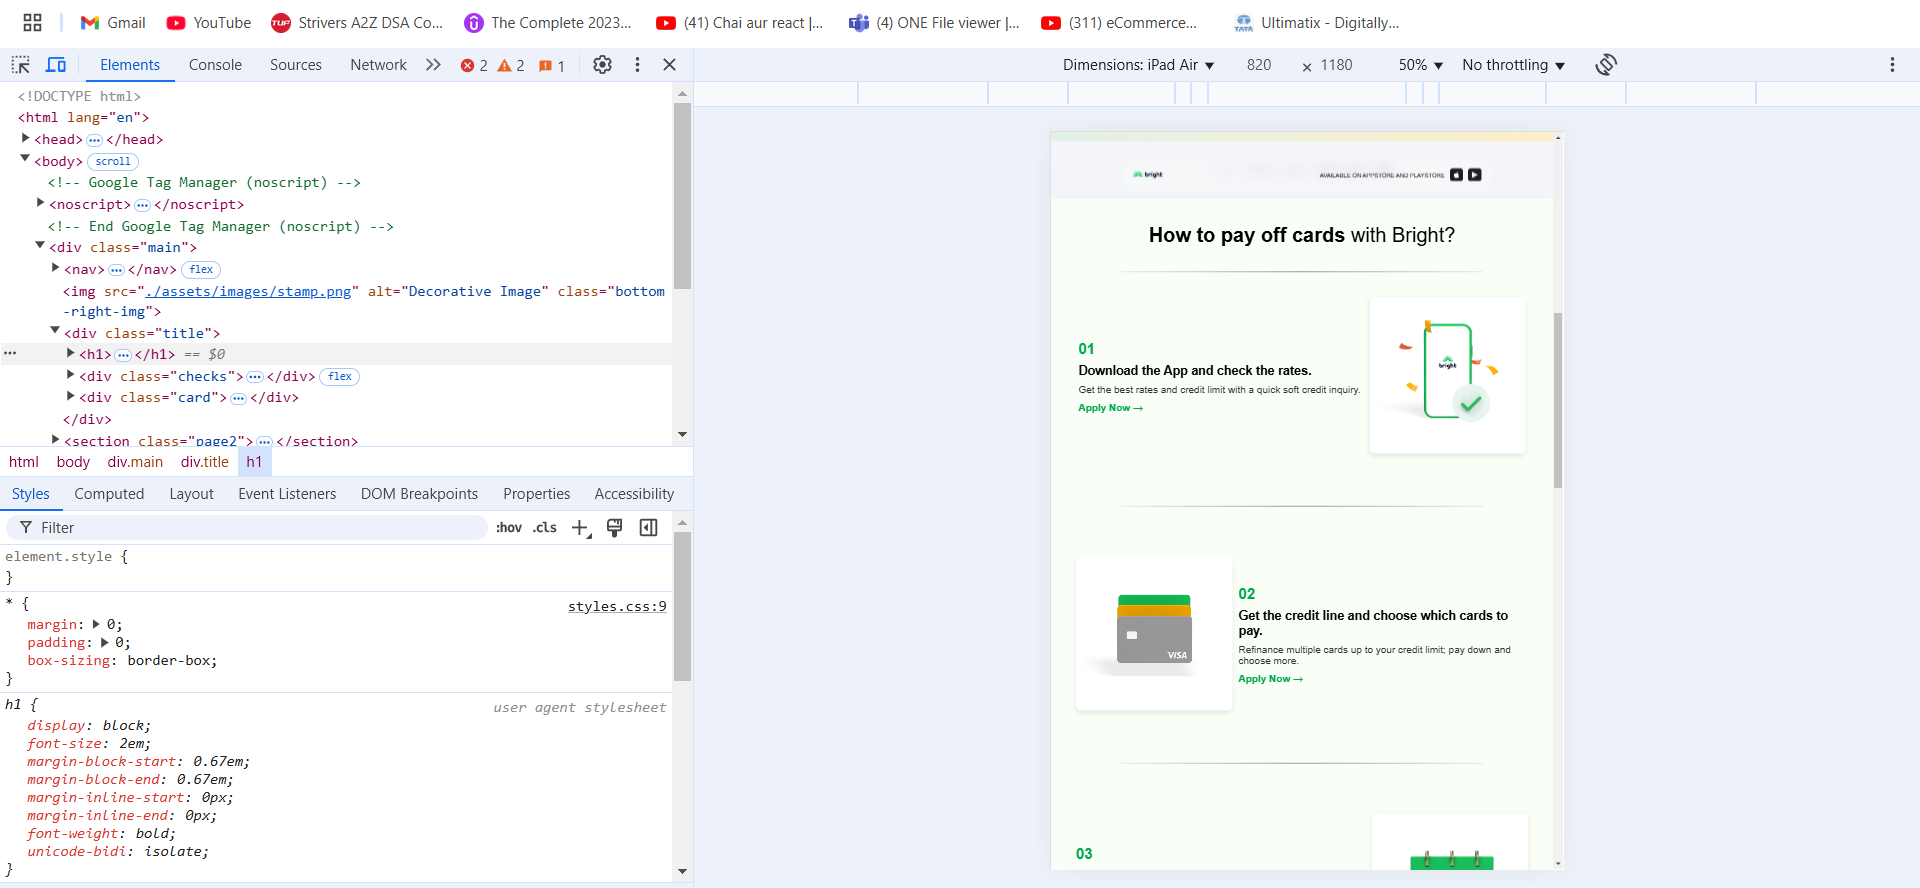 Gmail
YouTube
Strivers A2Z DSA Co...
The Complete 2023...
(41) Chai aur react |...
(4) ONE File viewer |...
(311) eCommerce...
Ultimatix - Digitally...
Elements Console Sources Network 2 2 1
<!DOCTYPE html>
<html lang="en">
<head> ... </head>
<body> scroll
<!-- Google Tag Manager (noscript) -->
<noscript> ... </noscript>
<!-- End Google Tag Manager (noscript) -->
<div class="main">
<nav> ... </nav> flex
<img src="./assets/images/stamp.png" alt="Decorative Image" class="bottom
-right-img">
<div class="title">
... <h1> ... </h1> == $0
<div class="checks"> ... </div> flex
<div class="card"> ... </div>
</div>
<section class="page2"> ... </section>
html body div.main div.title h1
Styles Computed Layout Event Listeners DOM Breakpoints Properties Accessibility
Filter :hov .cls
element.style {
}
* { styles.css:9
margin: 0;
padding: 0;
box-sizing: border-box;
}
h1 { user agent stylesheet
display: block;
font-size: 2em;
margin-block-start: 0.67em;
margin-block-end: 0.67em;
margin-inline-start: 0px;
margin-inline-end: 0px;
font-weight: bold;
unicode-bidi: isolate;
}
Dimensions: iPad Air 820 × 1180 50% No throttling
bright AVAILABLE ON APPSTORE AND PLAYSTORE
How to pay off cards with Bright?
01
Download the App and check the rates.
Get the best rates and credit limit with a quick soft credit inquiry.
Apply Now →
bright
VISA
02
Get the credit line and choose which cards to
pay.
Refinance multiple cards up to your credit limit; pay down and
choose more.
Apply Now →
03